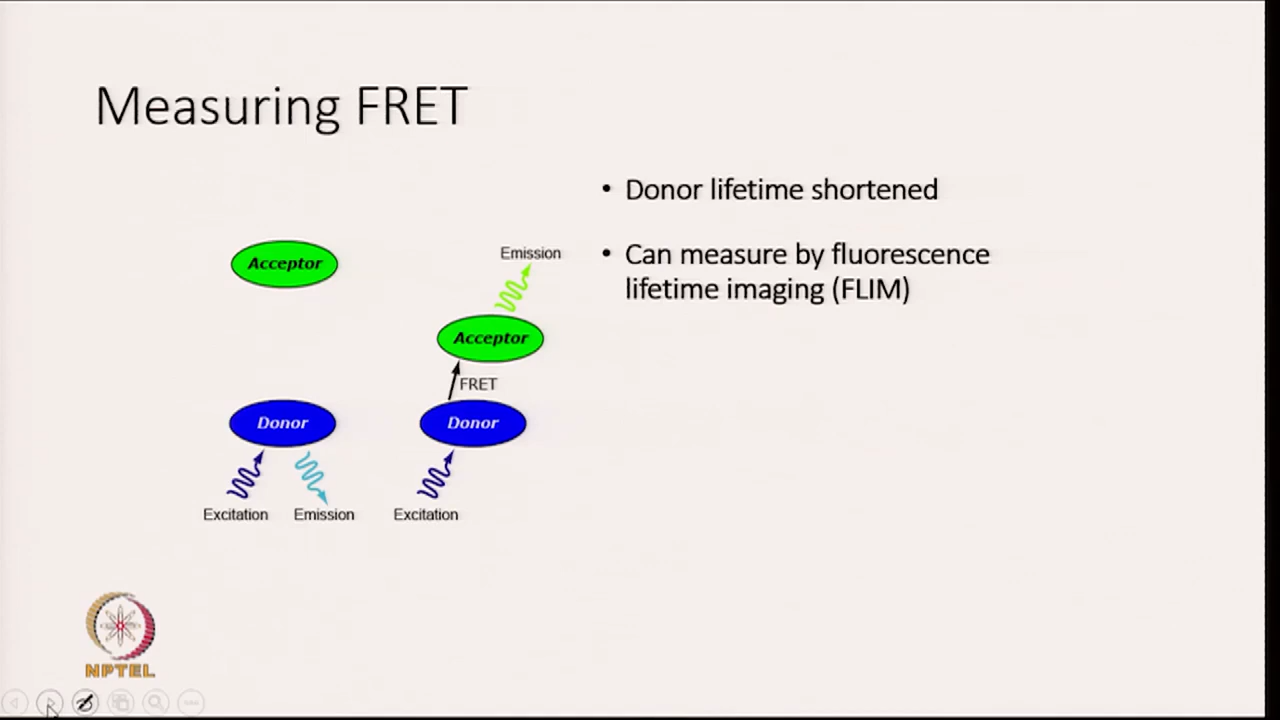 Measuring FRET
• Donor lifetime shortened
• Can measure by fluorescence
lifetime imaging (FLIM)
Acceptor
Donor
Excitation
Emission
Emission
Acceptor
FRET
Donor
Excitation
NPTEL